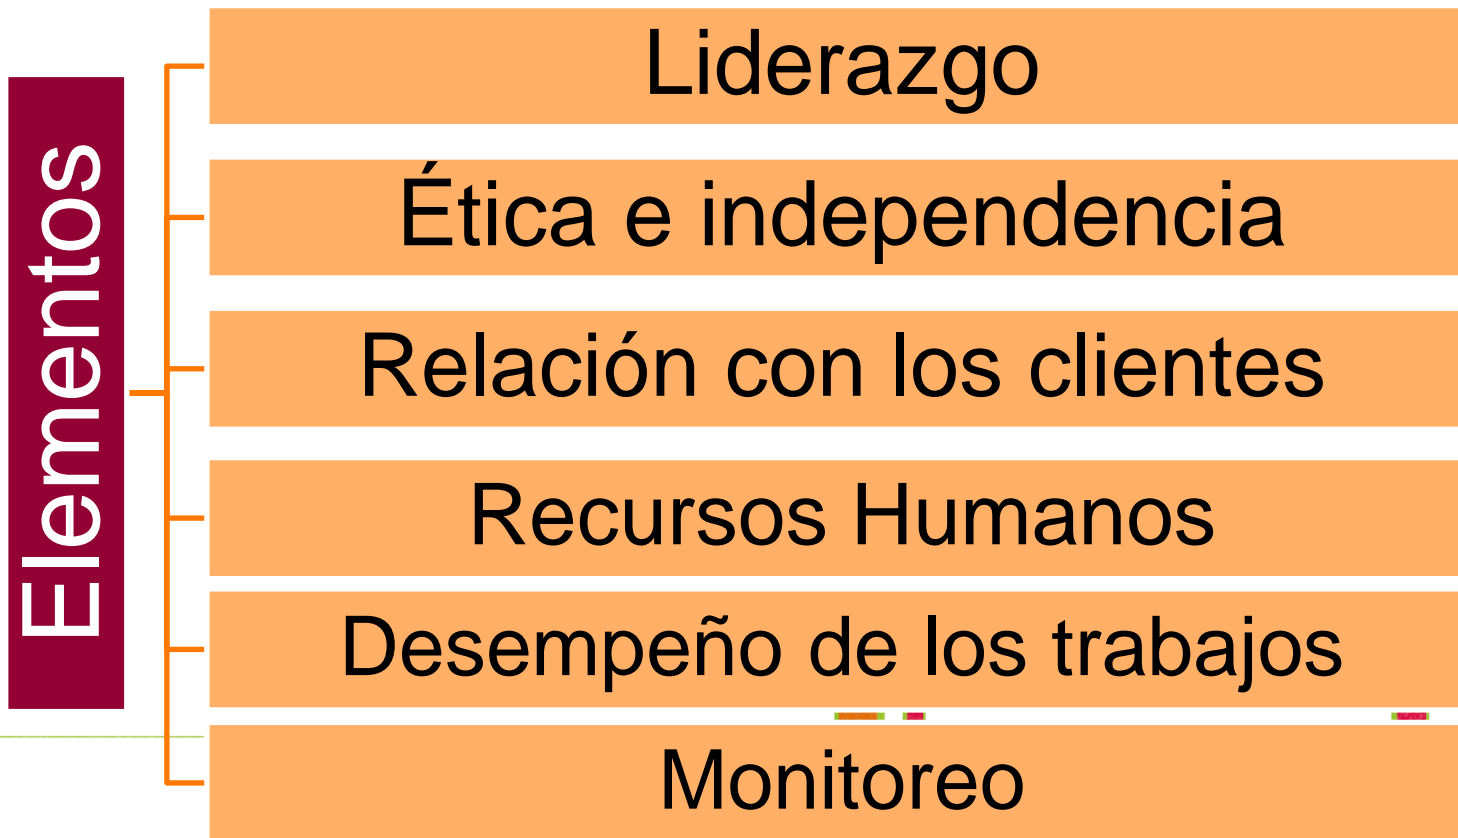 Elementos
Liderazgo
Ética e independencia
Relación con los clientes
Recursos Humanos
Desempeño de los trabajos
Monitoreo